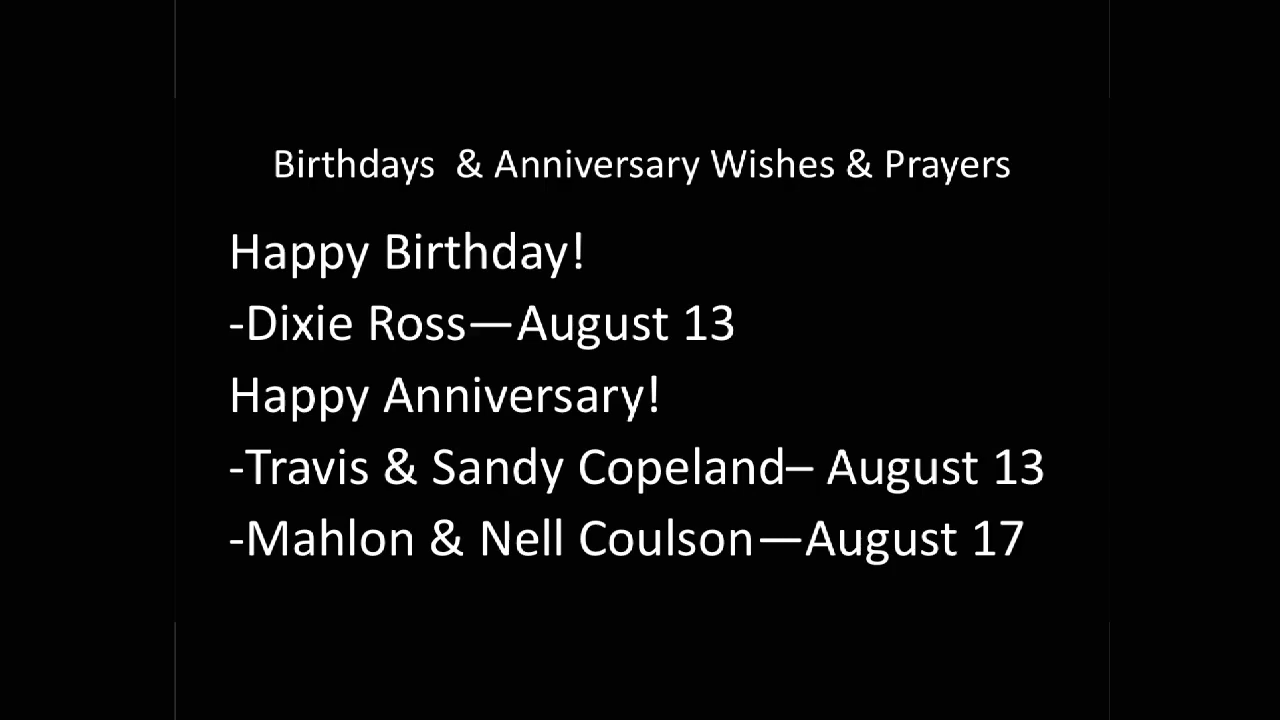 Birthdays  & Anniversary Wishes & Prayers
Happy Birthday!
-Dixie Ross—August 13
Happy Anniversary!
-Travis & Sandy Copeland– August 13
-Mahlon & Nell Coulson—August 17